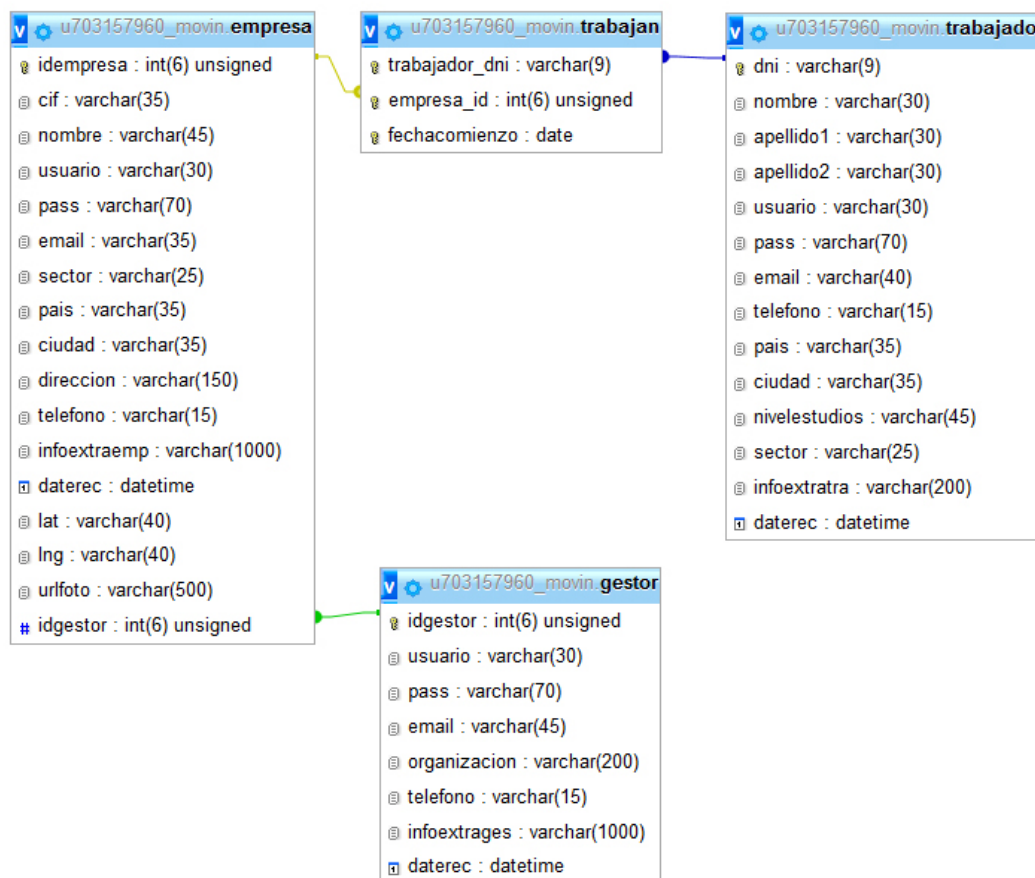 u703157960_movin.empresa
idempresa : int(6) unsigned
cif : varchar(35)
nombre : varchar(45)
usuario : varchar(30)
pass : varchar(70)
email : varchar(35)
sector : varchar(25)
pais : varchar(35)
ciudad : varchar(35)
direccion : varchar(150)
telefono : varchar(15)
infoextraemp : varchar(1000)
daterec : datetime
lat : varchar(40)
lng : varchar(40)
urlfoto : varchar(500)
# idgestor : int(6) unsigned
u703157960_movin.trabajan
trabajador_dni : varchar(9)
empresa_id : int(6) unsigned
fechacomienzo : date
u703157960_movin.trabajado
dni : varchar(9)
nombre : varchar(30)
apellido1 : varchar(30)
apellido2 : varchar(30)
usuario : varchar(30)
pass : varchar(70)
email : varchar(40)
telefono : varchar(15)
pais : varchar(35)
ciudad : varchar(35)
nivelestudios : varchar(45)
sector : varchar(25)
infoextratra : varchar(200)
daterec : datetime
u703157960_movin.gestor
idgestor : int(6) unsigned
usuario : varchar(30)
pass : varchar(70)
email : varchar(45)
organizacion : varchar(200)
telefono : varchar(15)
infoextrages : varchar(1000)
daterec : datetime